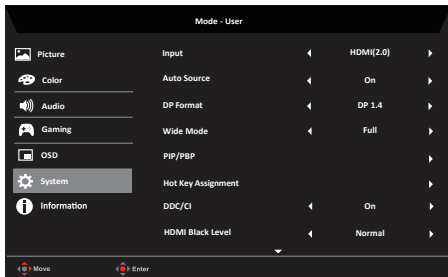 Mode - User
Picture
Color
Audio
Gaming
OSD
System
Information
Input HDMI(2.0)
Auto Source On
DP Format DP 1.4
Wide Mode Full
PIP/PBP
Hot Key Assignment
DDC/CI On
HDMI Black Level Normal
Move Enter